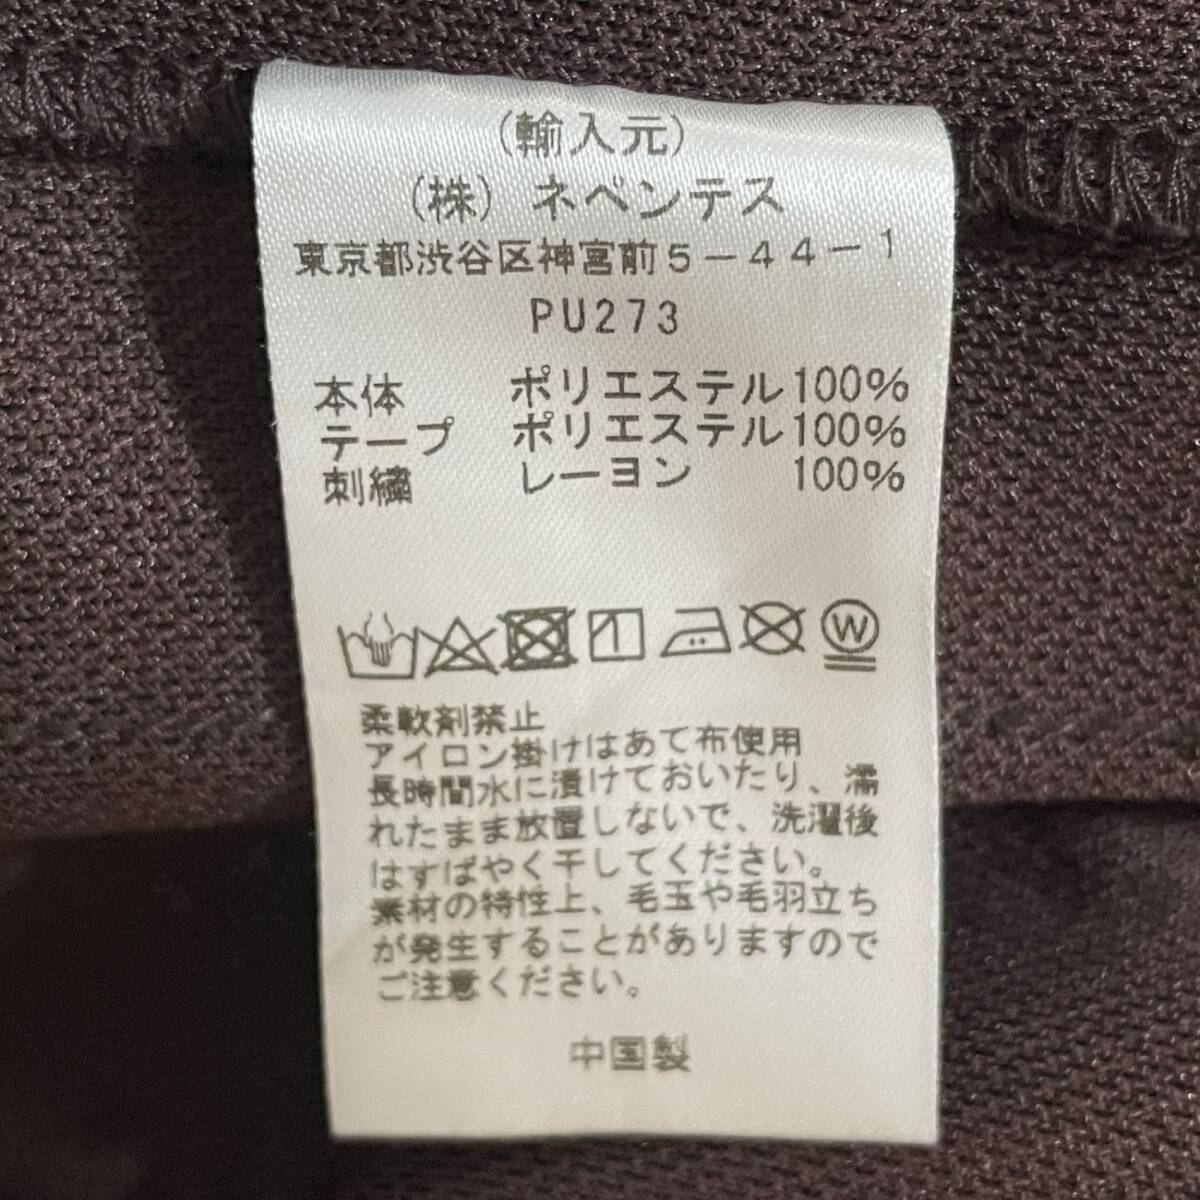 (輸入元)
(株) ネペンテス
東京都渋谷区神宮前5-44-1
PU273
本体 ポリエステル100%
テープ ポリエステル100%
刺繍 レーヨン 100%
W
柔軟剤禁止
アイロン掛けはあて布使用
長時間水に漬けておいたり、濡
れたまま放置しないで、洗濯後
はすばやく干してください。
素材の特性上、毛玉や毛羽立ち
が発生することがありますので
ご注意ください。
中国製